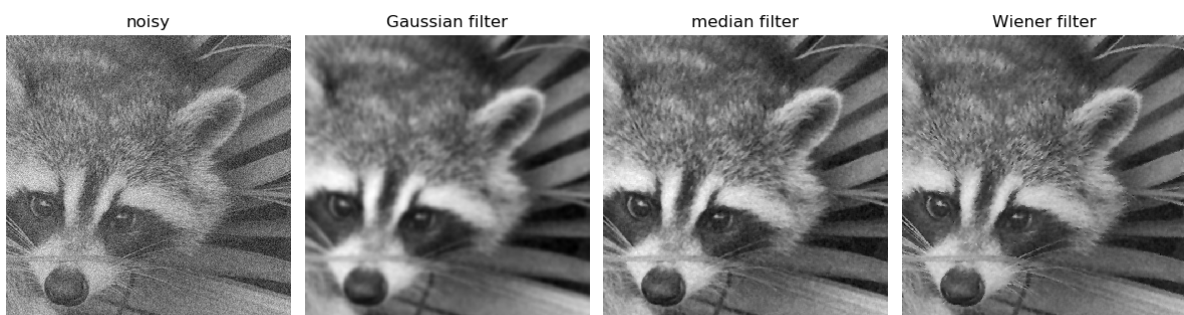 noisy
Gaussian filter
median filter
Wiener filter